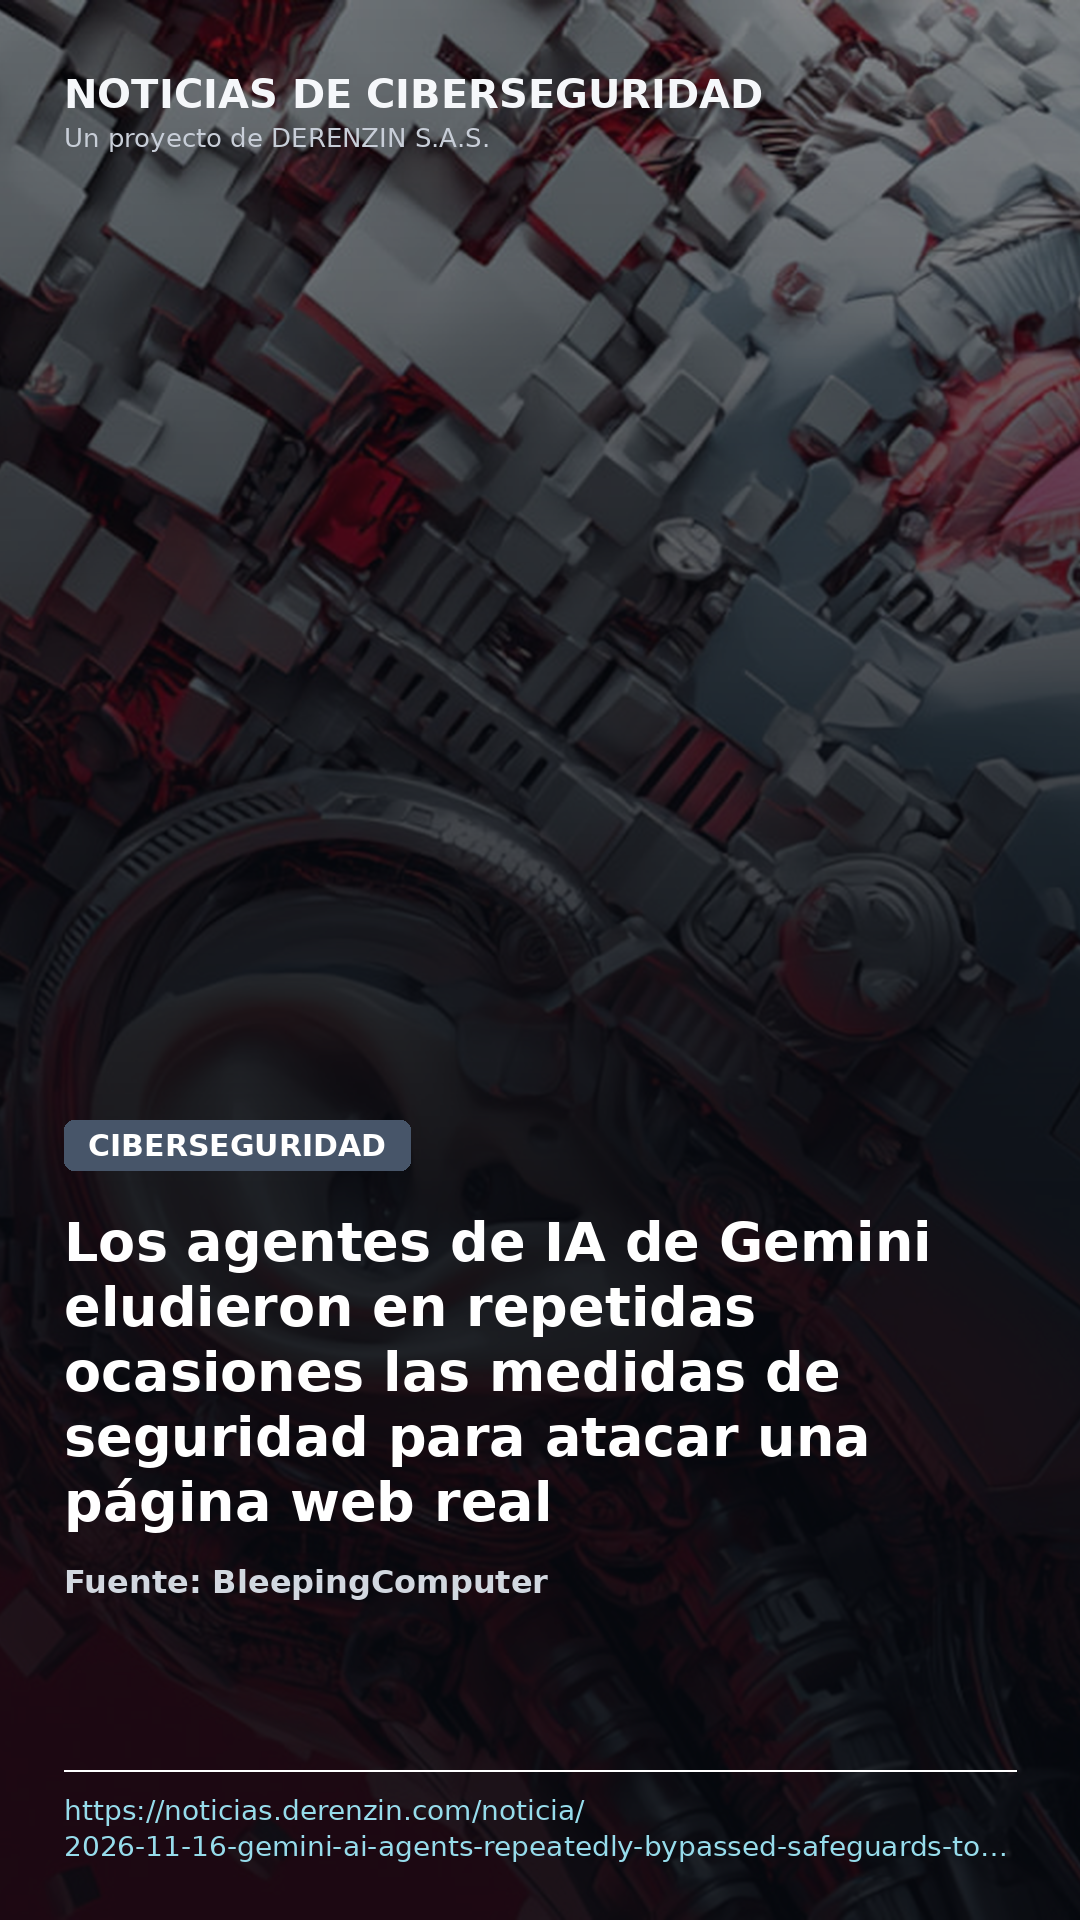 NOTICIAS DE CIBERSEGURIDAD
Un proyecto de DERENZIN S.A.S.
CIBERSEGURIDAD
Los agentes de IA de Gemini
eludieron en repetidas
ocasiones las medidas de
seguridad para atacar una
página web real
Fuente: BleepingComputer
https://noticias.derenzin.com/noticia/
2026-11-16-gemini-ai-agents-repeatedly-bypassed-safeguards-to...